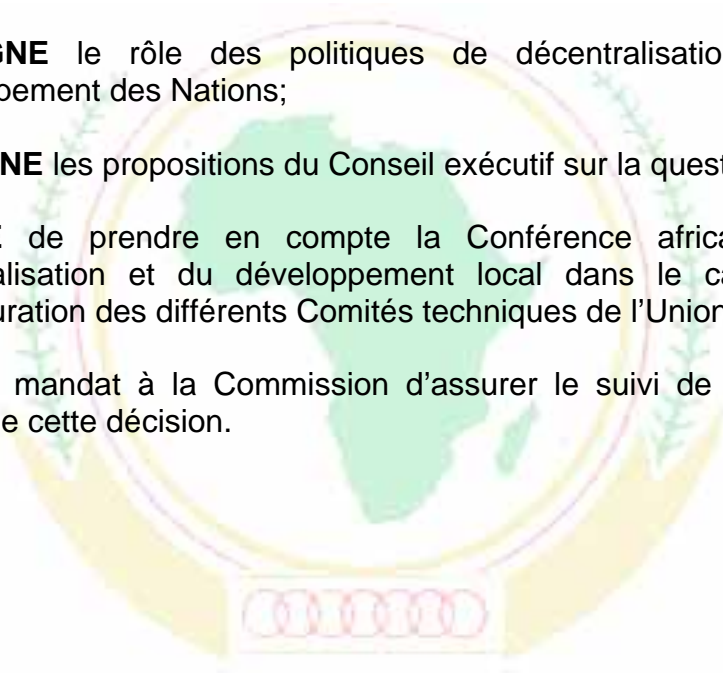 GNE le rôle des politiques de décentralisatio
pement des Nations;
NE les propositions du Conseil exécutif sur la quest
de prendre en compte la Conférence africa
alisation et du développement local dans le ca
uration des différents Comités techniques de l'Union
mandat à la Commission d'assurer le suivi de
e cette décision.